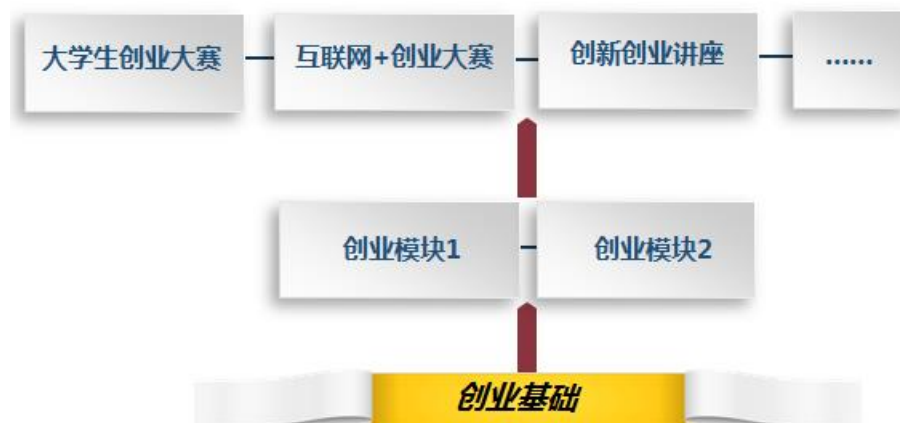 大学生创业大赛
互联网+创业大赛
创新创业讲座
......
创业模块1
创业模块2
创业基础